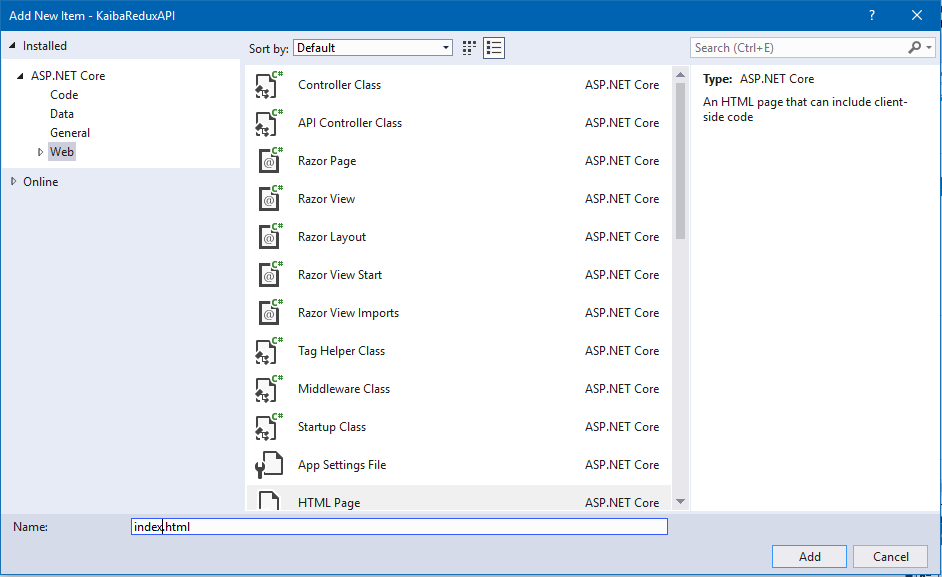 Add New Item - KaibaReduxAPI ?
Installed
Sort by: Default
Search (Ctrl+E)
ASP.NET Core
Code
Data
General
Web
Online
C# Controller Class ASP.NET Core
C# API Controller Class ASP.NET Core
C# @ Razor Page ASP.NET Core
C# @ Razor View ASP.NET Core
C# @ Razor Layout ASP.NET Core
C# @ Razor View Start ASP.NET Core
C# @ Razor View Imports ASP.NET Core
C# Tag Helper Class ASP.NET Core
C# Middleware Class ASP.NET Core
C# Startup Class ASP.NET Core
App Settings File ASP.NET Core
HTML Page ASP.NET Core
Type: ASP.NET Core
An HTML page that can include client-
side code
Name: index.html
Add Cancel